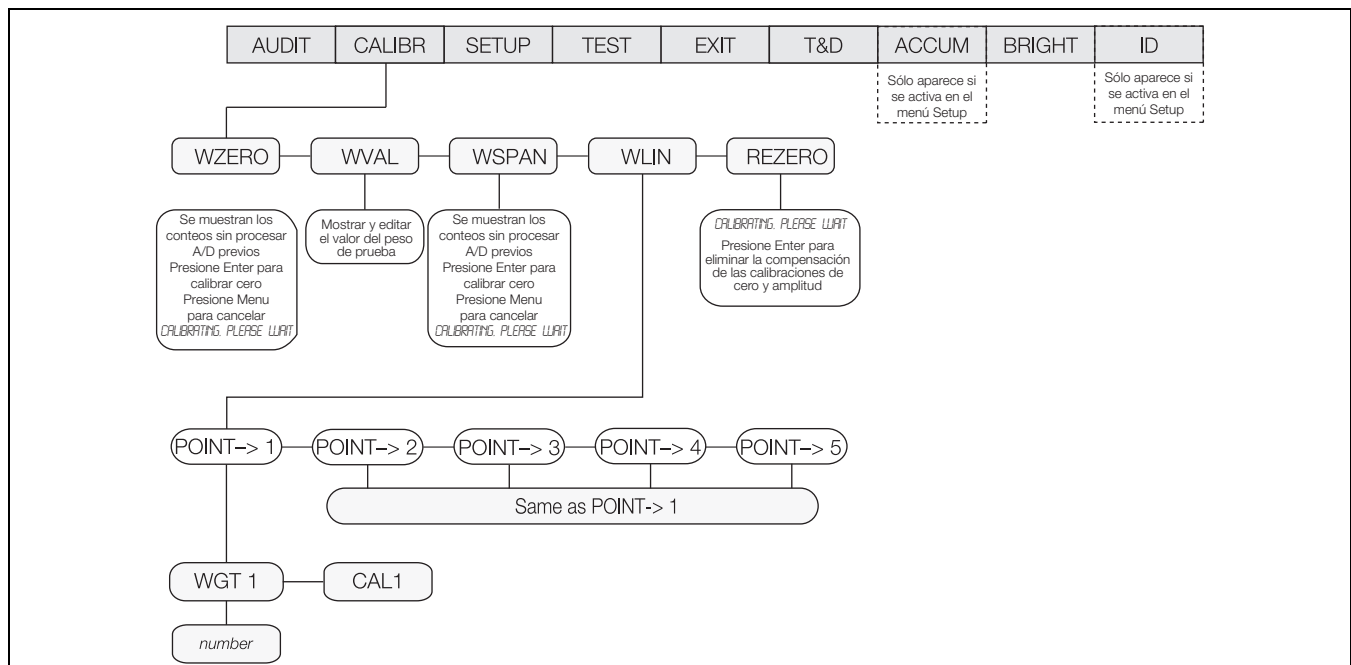 AUDIT CALIBR SETUP TEST EXIT T&D ACCUM BRIGHT ID
Sólo aparece si
se activa en el
menú Setup
Sólo aparece si
se activa en el
menú Setup
WZERO WVAL WSPAN WLIN REZERO
Se muestran los
conteos sin procesar
A/D previos
Presione Enter para
calibrar cero
Presione Menu
para cancelar
CALIBRATING. PLEASE WAIT
Mostrar y editar
el valor del peso
de prueba
Se muestran los
conteos sin procesar
A/D previos
Presione Enter para
calibrar cero
Presione Menu
para cancelar
CALIBRATING. PLEASE WAIT
CALIBRATING. PLEASE WAIT
Presione Enter para
eliminar la compensación
de las calibraciones de
cero y amplitud
POINT–> 1 POINT–> 2 POINT–> 3 POINT–> 4 POINT–> 5
Same as POINT-> 1
WGT 1 CAL1
number